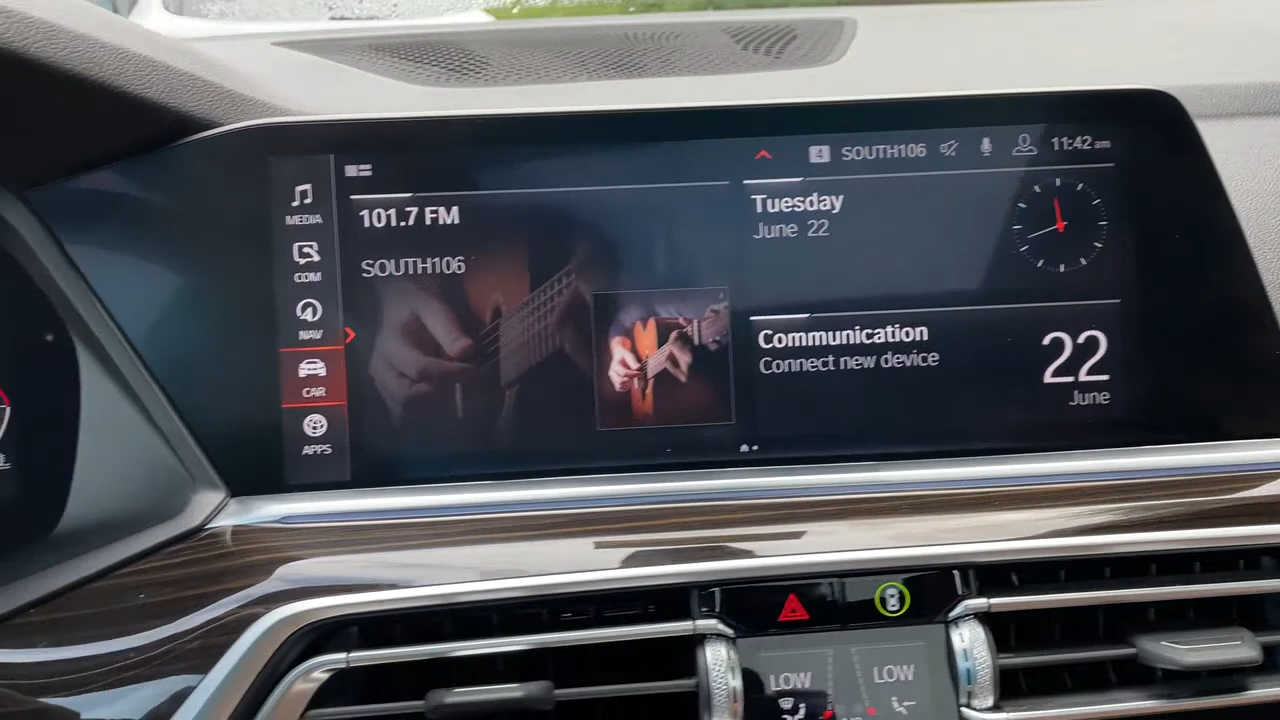 4 SOUTH106 11:42 am
MEDIA
COM
NAV
CAR
APPS
101.7 FM
SOUTH106
Tuesday
June 22
Communication
Connect new device
22
June
LOW LOW